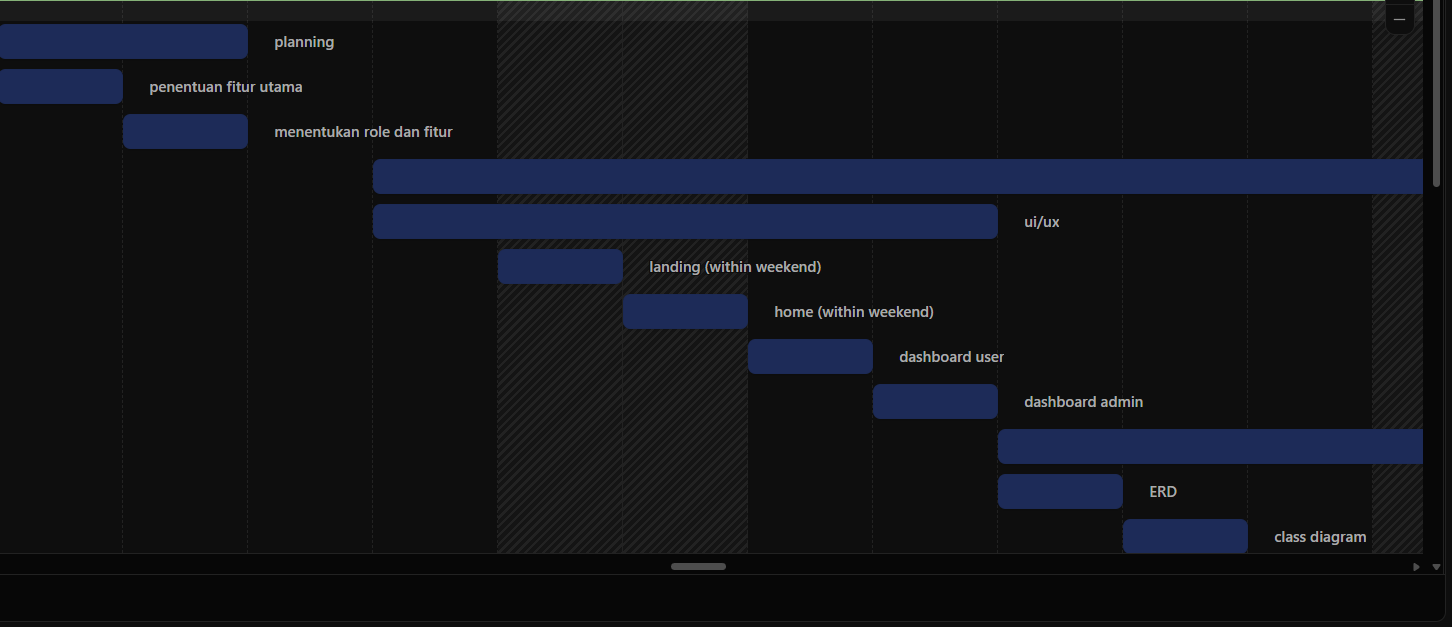 planning
penentuan fitur utama
menentukan role dan fitur
ui/ux
landing (within weekend)
home (within weekend)
dashboard user
dashboard admin
ERD
class diagram